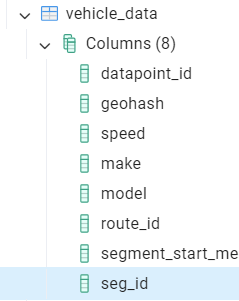 vehicle_data
Columns (8)
datapoint_id
geohash
speed
make
model
route_id
segment_start_me
seg_id